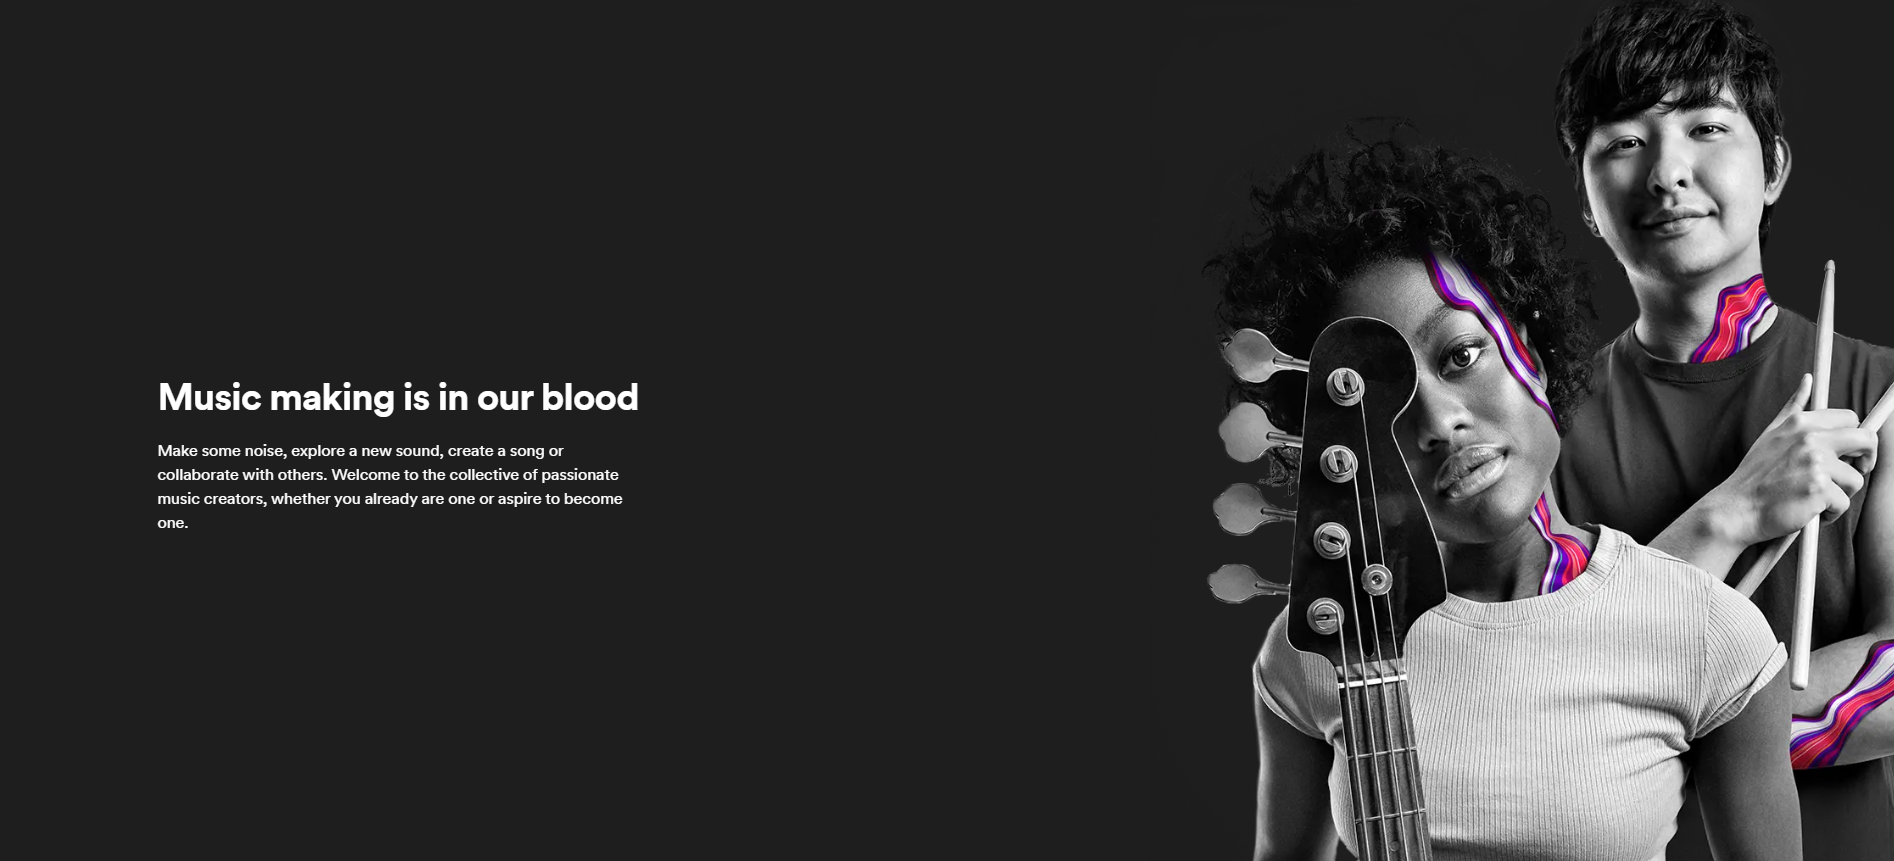 Music making is in our blood
Make some noise, explore a new sound, create a song or
collaborate with others. Welcome to the collective of passionate
music creators, whether you already are one or aspire to become
one.